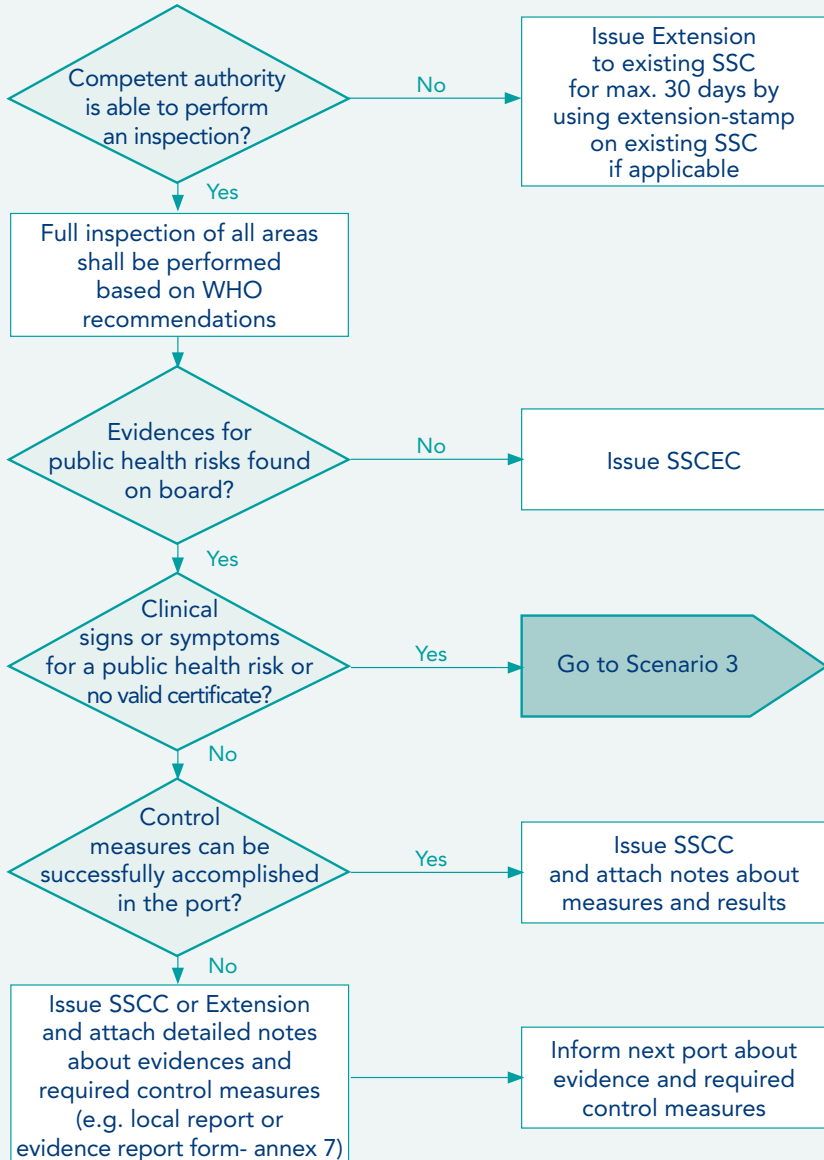 Competent authority
is able to perform
an inspection?
No
Issue Extension
to existing SSC
for max. 30 days by
using extension-stamp
on existing SSC
if applicable
Yes
Full inspection of all areas
shall be performed
based on WHO
recommendations
Evidences for
public health risks found
on board?
No
Issue SSCEC
Yes
Clinical
signs or symptoms
for a public health risk or
no valid certificate?
Yes
Go to Scenario 3
No
Control
measures can be
successfully accomplished
in the port?
Yes
Issue SSCC
and attach notes about
measures and results
No
Issue SSCC or Extension
and attach detailed notes
about evidences and
required control measures
(e.g. local report or
evidence report form- annex 7)
Inform next port about
evidence and required
control measures